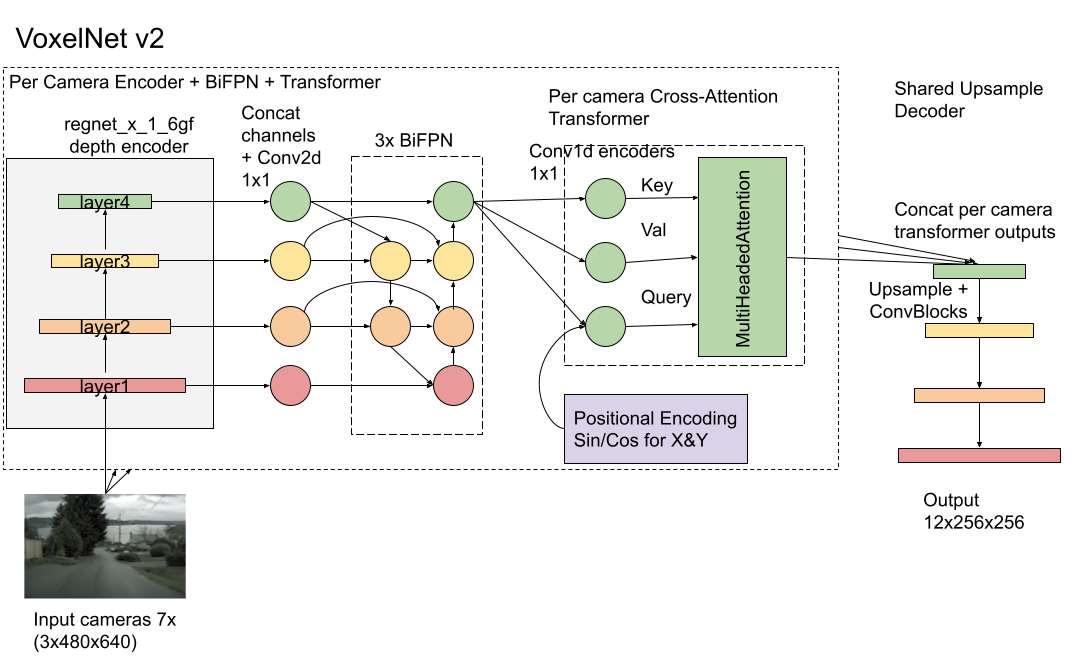 VoxelNet v2
Per Camera Encoder + BiFPN + Transformer
regnet_x_1_6gf
depth encoder
layer4
layer3
layer2
layer1
Concat
channels
+ Conv2d
1x1
3x BiFPN
Per camera Cross-Attention
Transformer
Conv1d encoders
1x1
Key
Val
Query
MultiHeadedAttention
Positional Encoding
Sin/Cos for X&Y
Shared Upsample
Decoder
Concat per camera
transformer outputs
Upsample +
ConvBlocks
Output
12x256x256
Input cameras 7x
(3x480x640)